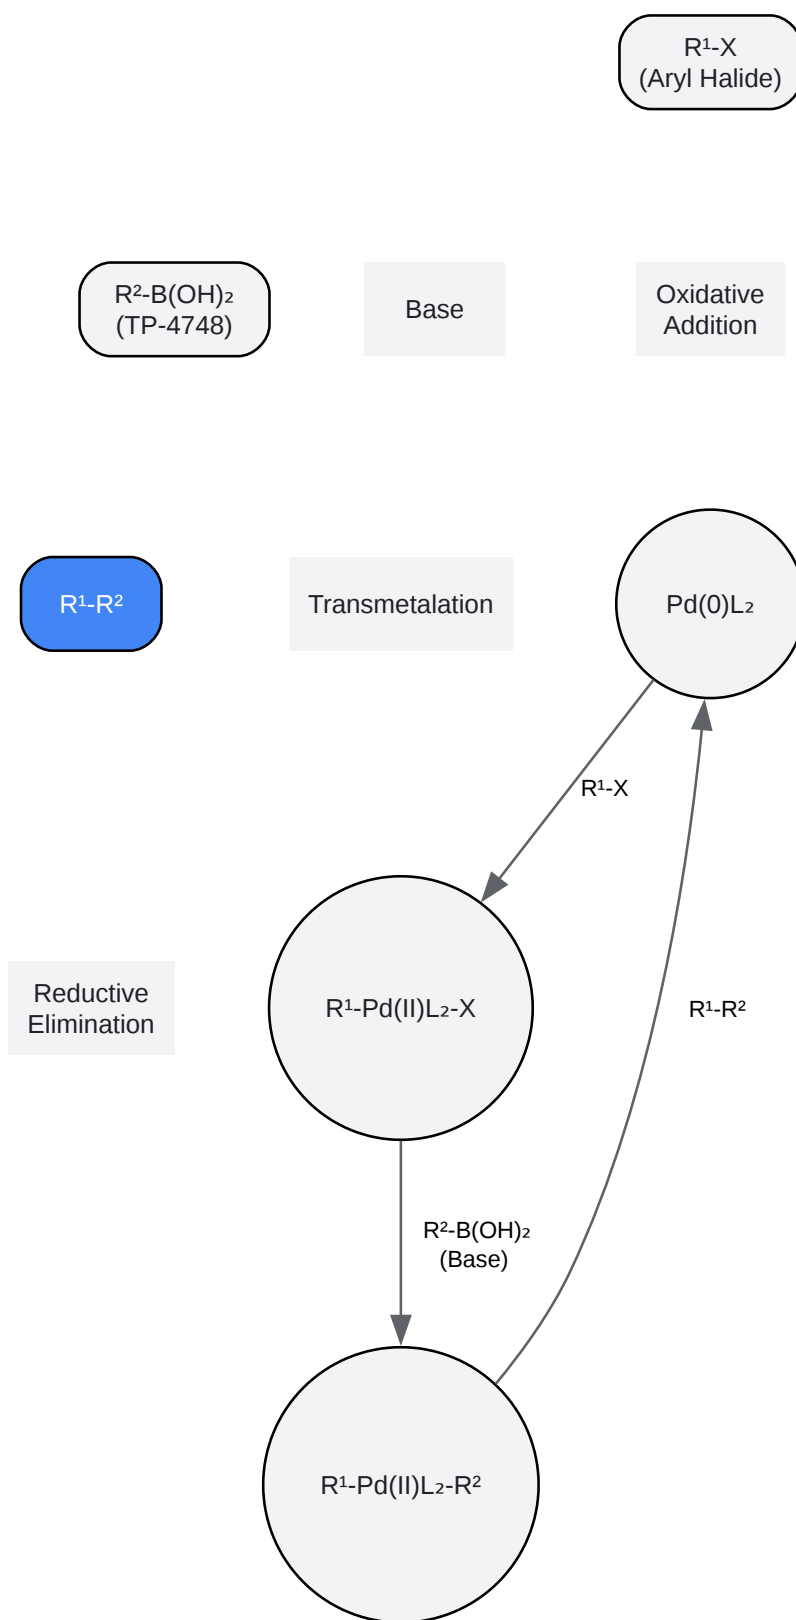 R¹-X
(Aryl Halide)
R²-B(OH)₂
(TP-4748)
Base
Oxidative
Addition
R¹-R²
Transmetalation
Pd(0)L₂
R¹-X
Reductive
Elimination
R¹-Pd(II)L₂-X
R¹-R²
R²-B(OH)₂
(Base)
R¹-Pd(II)L₂-R²